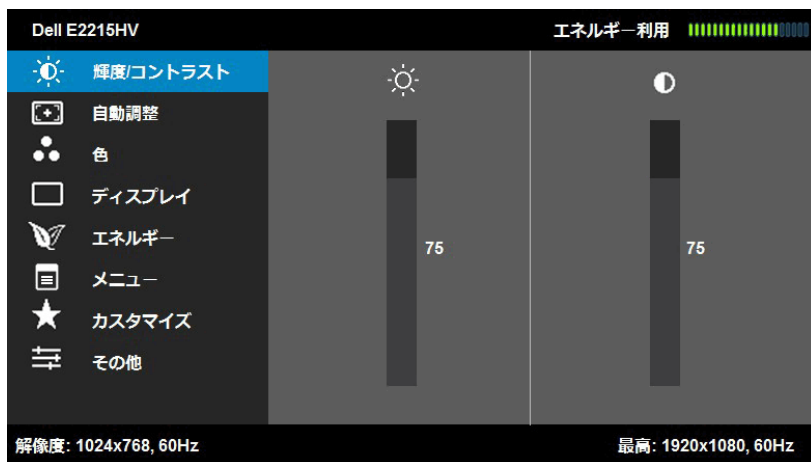 Dell E2215HV エネルギー利用
輝度/コントラスト
自動調整
色
ディスプレイ
エネルギー
75 75
メニュー
カスタマイズ
その他
解像度: 1024x768, 60Hz 最高: 1920x1080, 60Hz